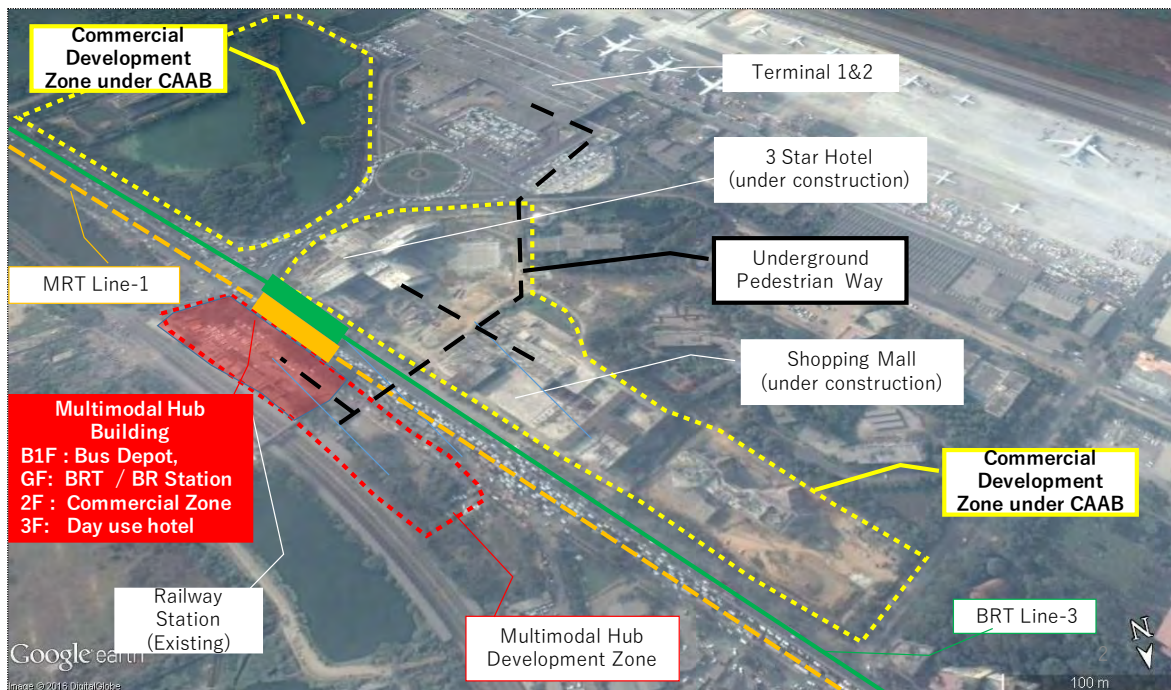 Commercial
Development
Zone under CAAB
Terminal 1&2
3 Star Hotel
(under construction)
MRT Line-1
Underground
Pedestrian Way
Shopping Mall
(under construction)
Multimodal Hub
Building
B1F : Bus Depot,
GF: BRT / BR Station
2F : Commercial Zone
3F: Day use hotel
Commercial
Development
Zone under CAAB
Railway
Station
(Existing)
Multimodal Hub
Development Zone
BRT Line-3
N
Google earth
Image © 2016 DigitalGlobe
100 m